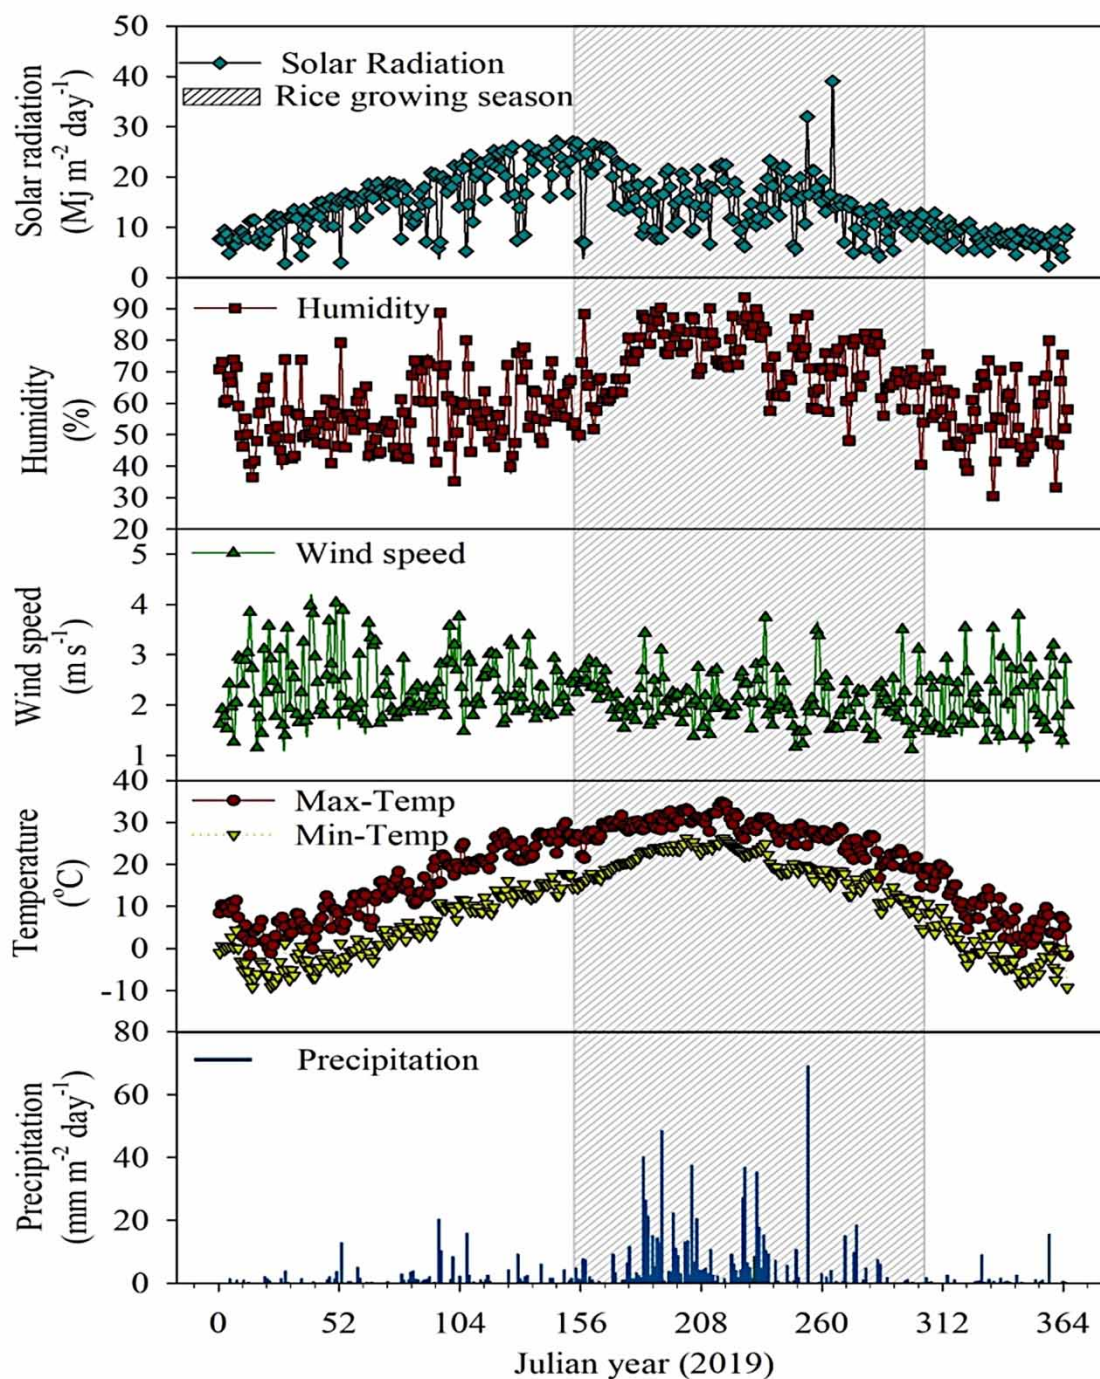 50
40
30
20
10
0
Solar radiation
(Mj m⁻² day⁻¹)
Solar Radiation
Rice growing season
90
80
70
60
50
40
30
20
Humidity
(%)
Humidity
5
4
3
2
1
Wind speed
(m s⁻¹)
Wind speed
40
30
20
10
0
-10
Temperature
(°C)
Max-Temp
Min-Temp
80
60
40
20
0
Precipitation
(mm m⁻² day⁻¹)
Precipitation
0 52 104 156 208 260 312 364
Julian year (2019)